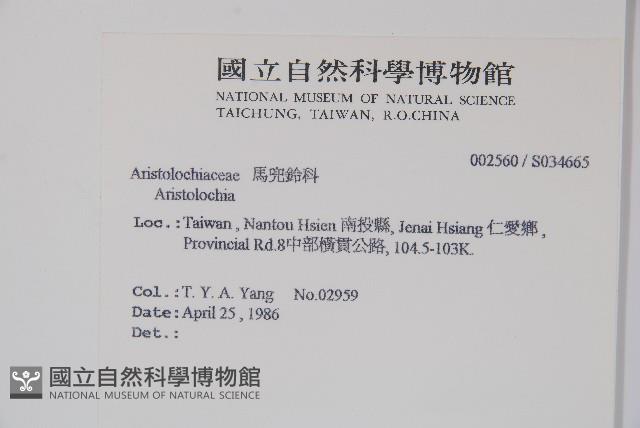 國立自然科學博物館
NATIONAL MUSEUM OF NATURAL SCIENCE
TAICHUNG, TAIWAN, R.O.CHINA
002560 / S034665
Aristolochiaceae 馬兜鈴科
Aristolochia
Loc.: Taiwan, Nantou Hsien 南投縣, Jenai Hsiang 仁愛鄉,
Provincial Rd.8中部橫貫公路, 104.5-103K.
Col.: T. Y. A. Yang No.02959
Date: April 25, 1986
Det.:
國立自然科學博物館
NATIONAL MUSEUM OF NATURAL SCIENCE